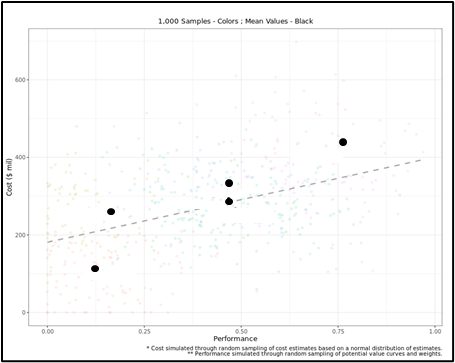 1,000 Samples - Colors ; Mean Values - Black
Cost ($ mil)
600
400
200
0
0.00 0.25 0.50 0.75 1.00
Performance
* Cost simulated through random sampling of cost estimates based on a normal distribution of estimates.
** Performance simulated through random sampling of potential value curves and weights.